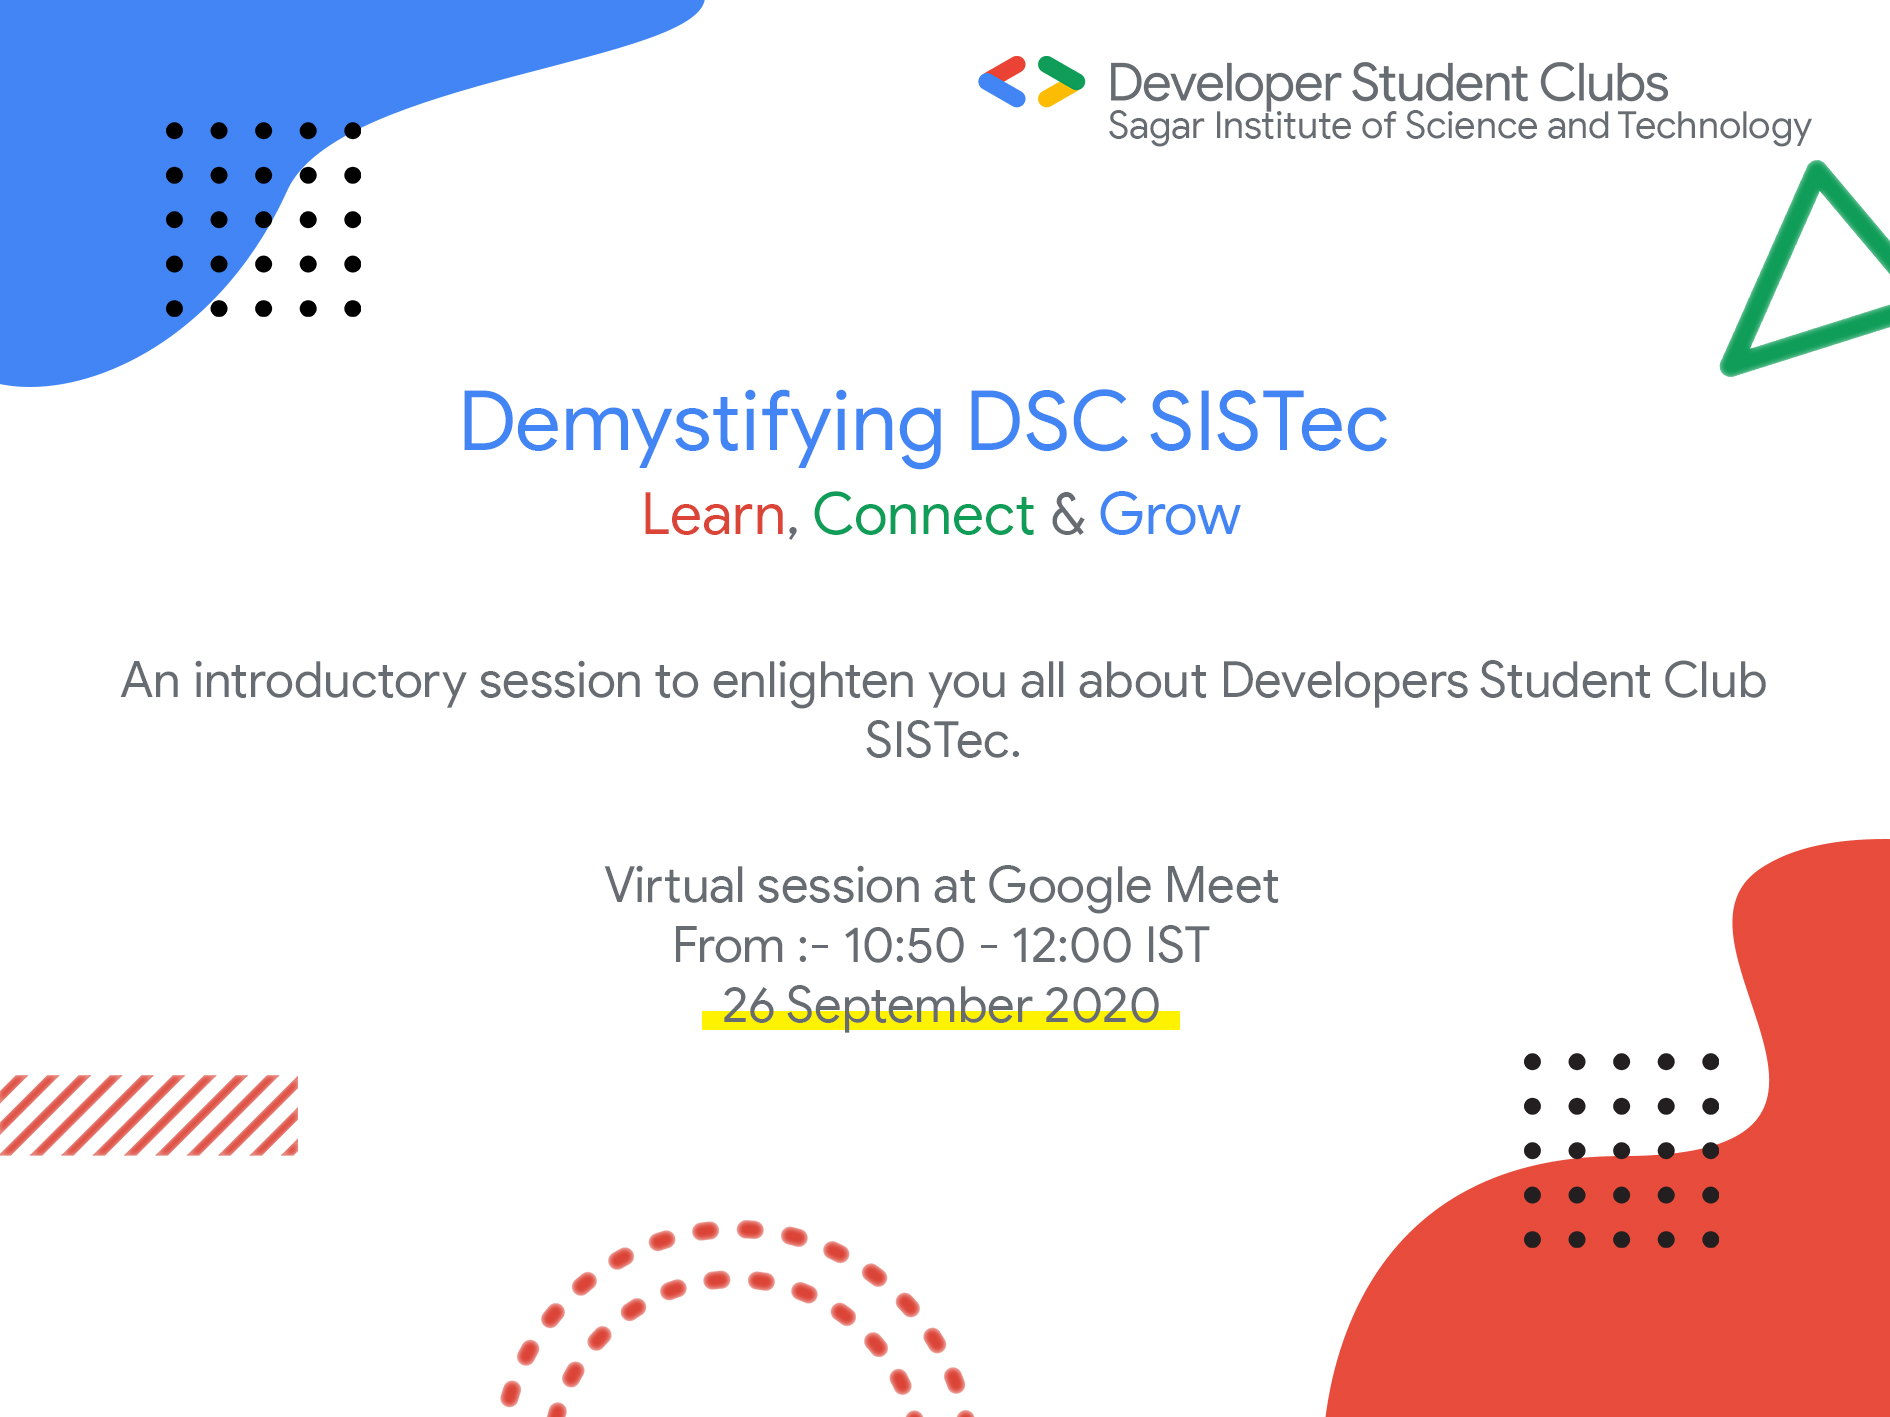 Developer Student Clubs
Sagar Institute of Science and Technology
Demystifying DSC SISTec
Learn, Connect & Grow
An introductory session to enlighten you all about Developers Student Club
SISTec.
Virtual session at Google Meet
From :- 10:50 - 12:00 IST
26 September 2020